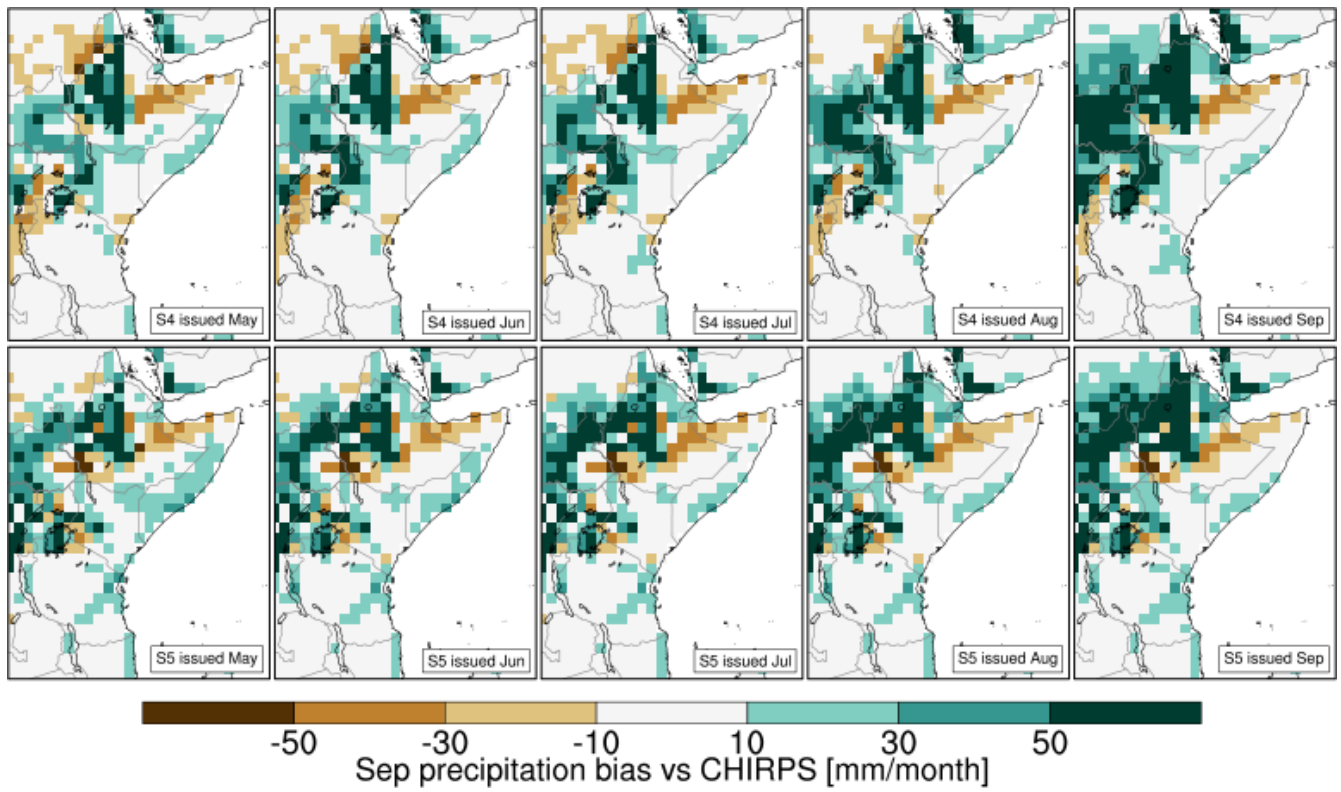 S4 issued May
S4 issued Jun
S4 issued Jul
S4 issued Aug
S4 issued Sep
S5 issued May
S5 issued Jun
S5 issued Jul
S5 issued Aug
S5 issued Sep
-50 -30 -10 10 30 50
Sep precipitation bias vs CHIRPS [mm/month]